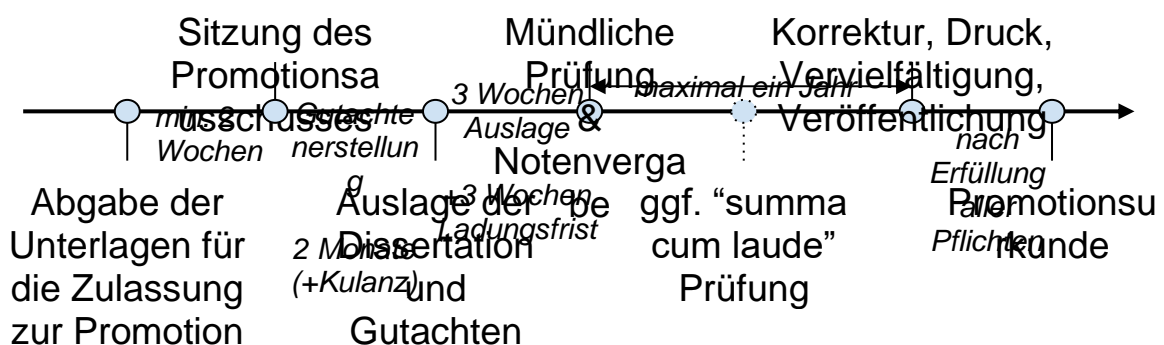 Sitzung des
Promotionsa
usschusses
Mündliche
Prüfung
&
Notenverga
be
Korrektur, Druck,
Vervielfältigung,
Veröffentlichung
min. 2
Wochen
Gutachte
nerstellun
g
2 Monate
(+Kulanz)
3 Wochen
Auslage
+3 Wochen
Ladungsfrist
maximal ein Jahr
nach
Erfüllung
aller
Pflichten
Abgabe der
Unterlagen für
die Zulassung
zur Promotion
Auslage der
Dissertation
und
Gutachten
ggf. “summa
cum laude”
Prüfung
Promotionsu
rkunde